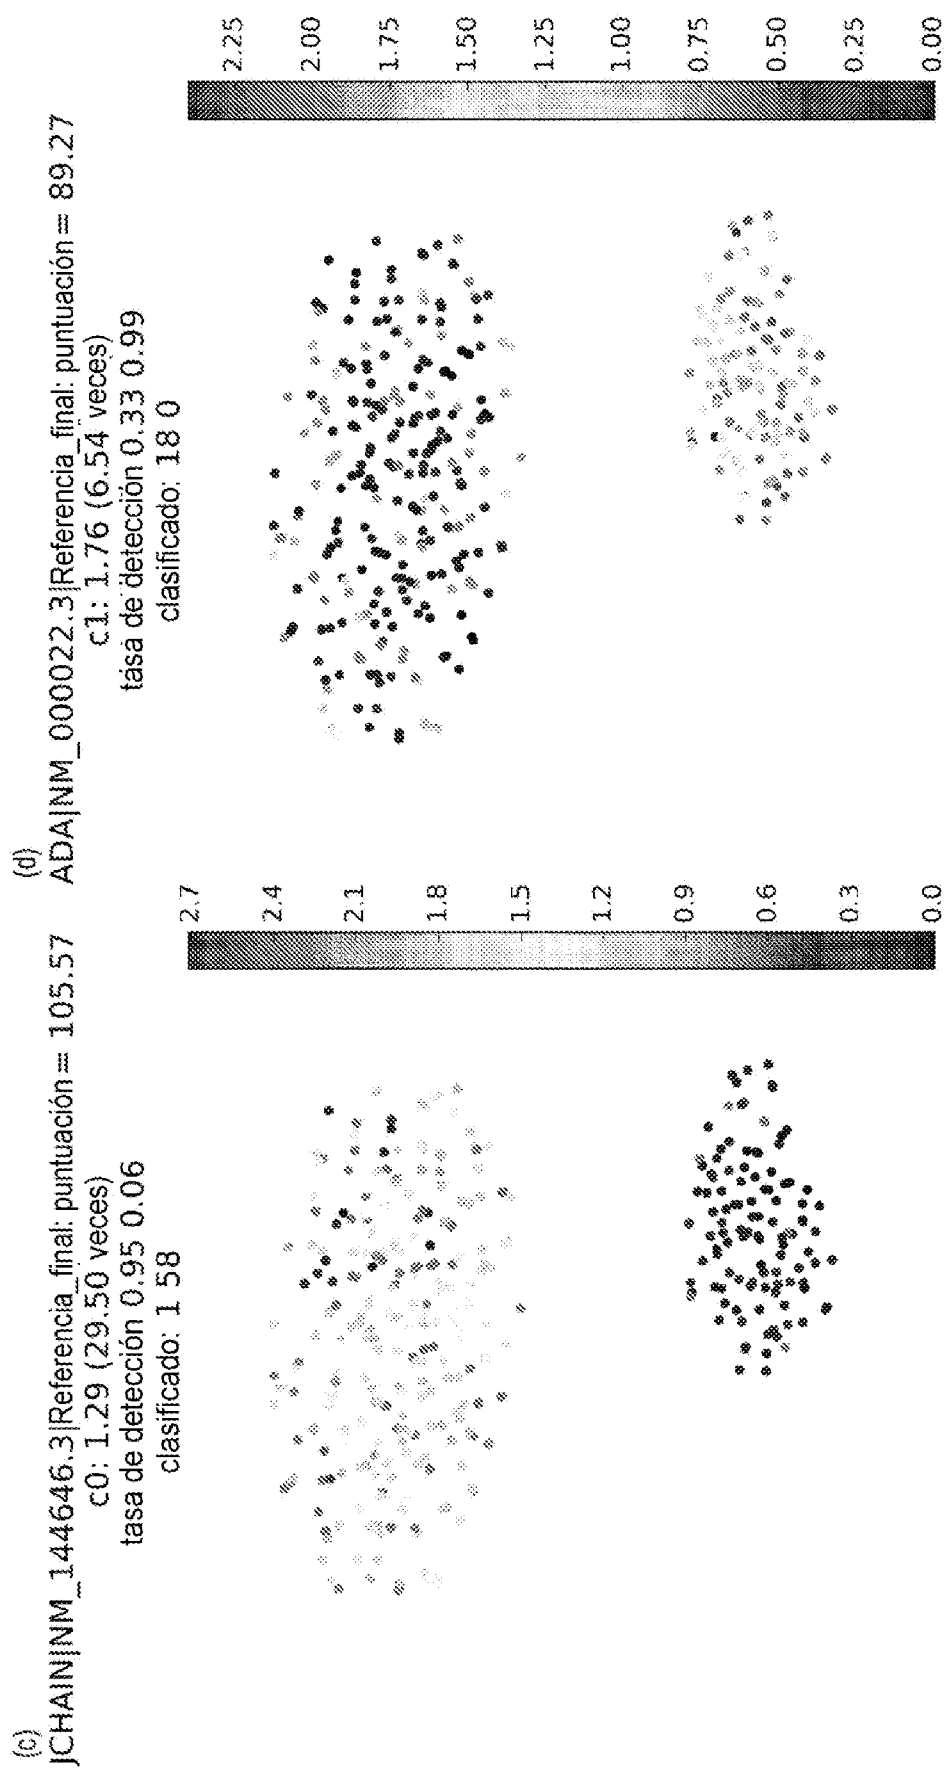 (c)
JCHAIN|NM_144646.3|Referencia_final: puntuación= 105.57
c0: 1.29 (29.50 veces)
tasa de detección 0.95 0.06
clasificado: 1 58
2.7
2.4
2.1
1.8
1.5
1.2
0.9
0.6
0.3
0.0
(d)
ADA|NM_000022.3|Referencia_final: puntuación= 89.27
c1: 1.76 (6.54 veces)
tasa de detección 0.33 0.99
clasificado: 18 0
2.25
2.00
1.75
1.50
1.25
1.00
0.75
0.50
0.25
0.00